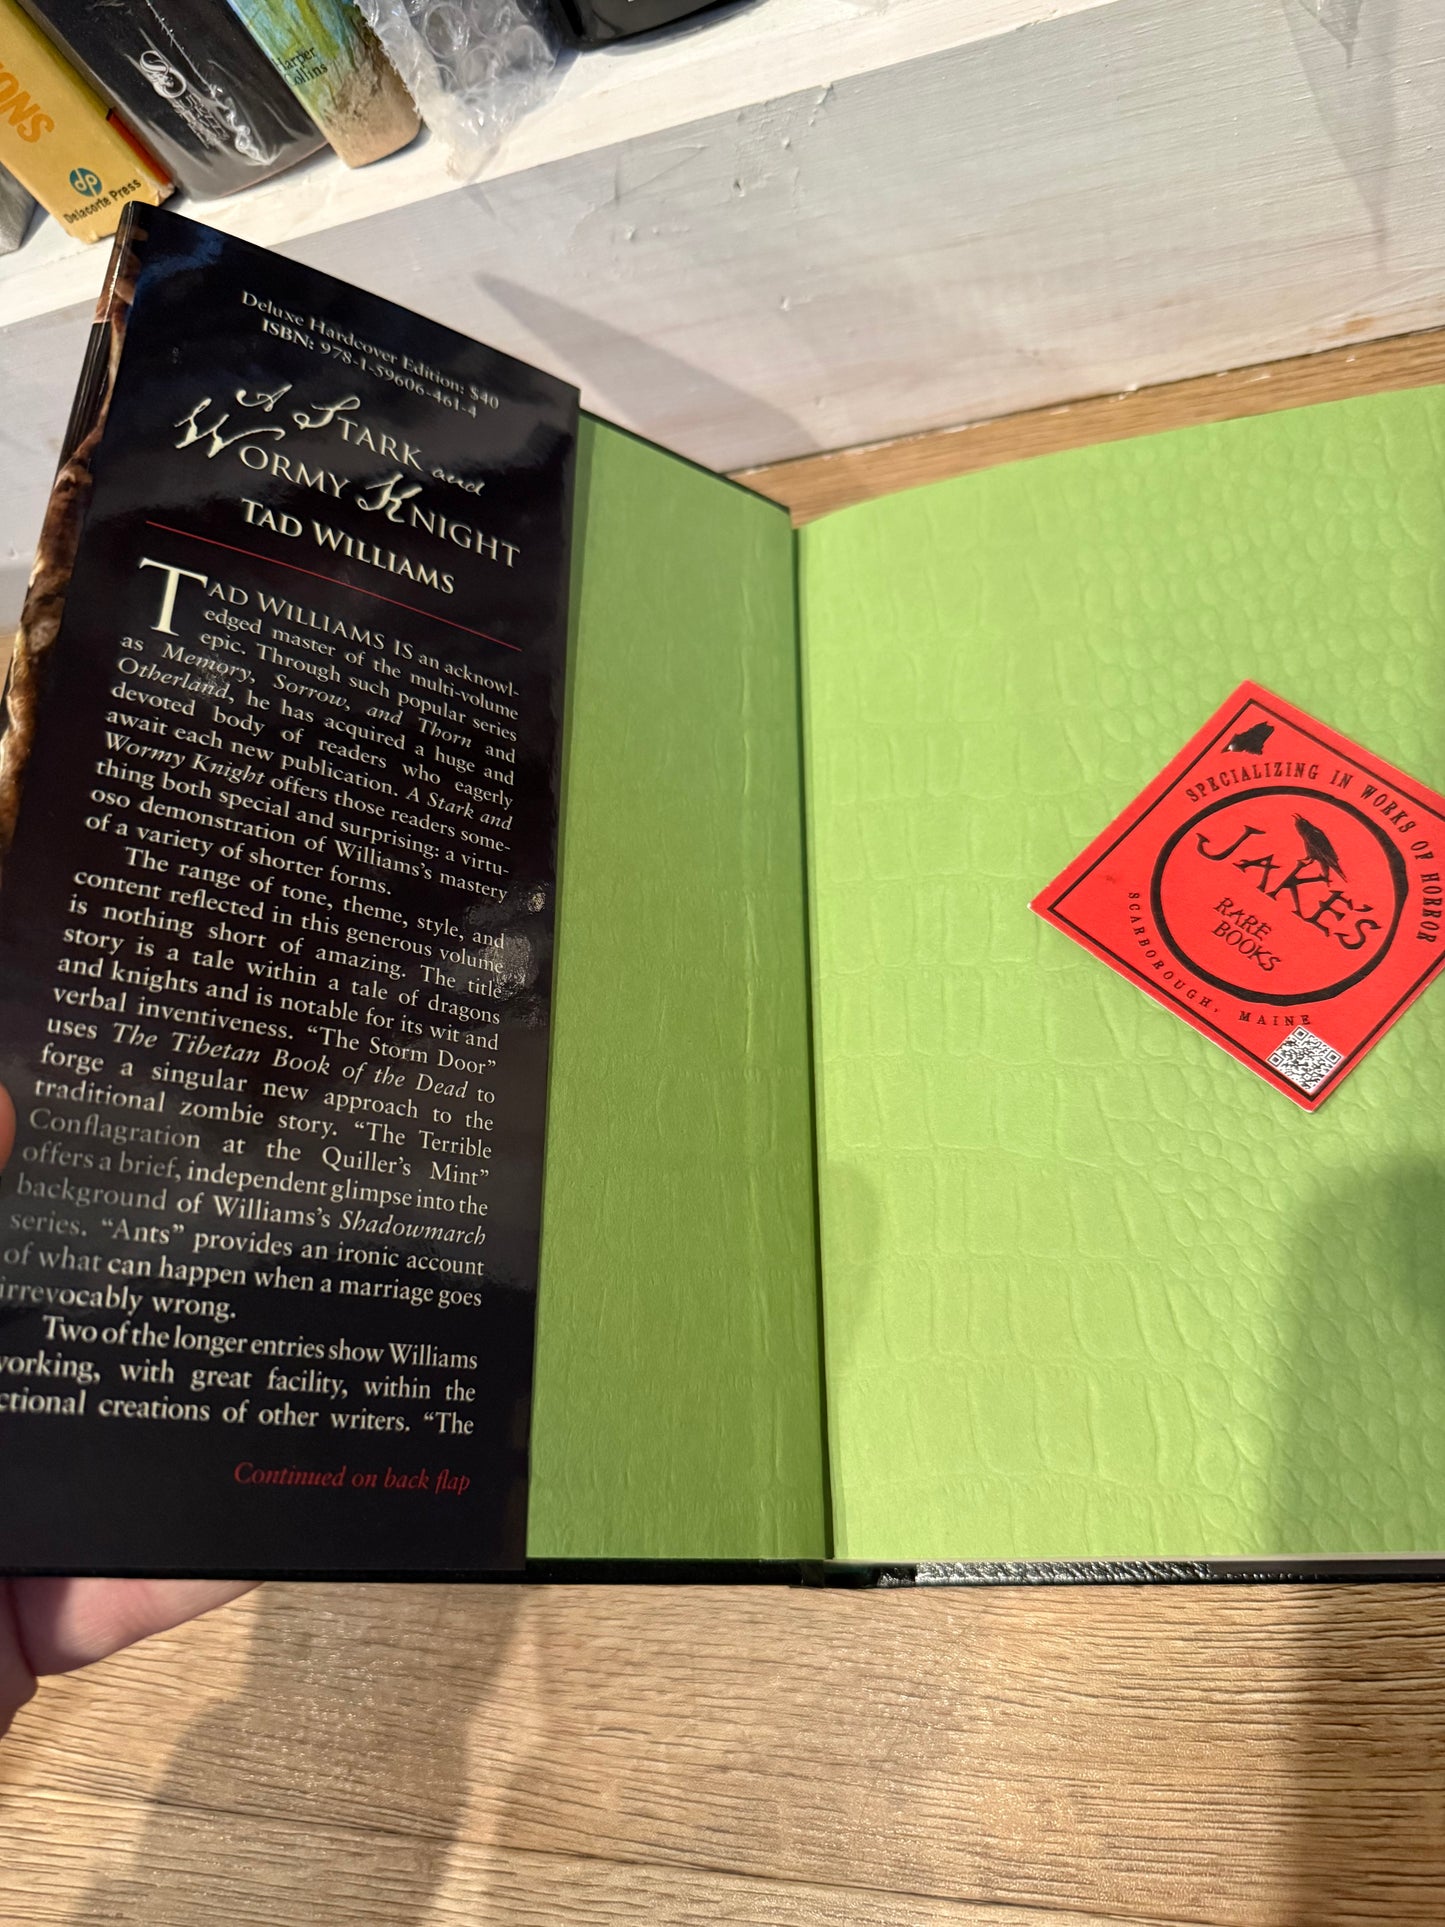 ONS
dp
Delacorte Press
Harper
Collins
Deluxe Hardcover Edition: $40
ISBN: 978-1-59606-461-4
A STARK and
WORMY KNIGHT
TAD WILLIAMS
TAD WILLIAMS IS an acknowl-
edged master of the multi-volume
epic. Through such popular series
as Memory, Sorrow, and Thorn and
Otherland, he has acquired a huge and
devoted body of readers who eagerly
await each new publication. A Stark and
Wormy Knight offers those readers some-
thing both special and surprising: a virtu-
oso demonstration of Williams's mastery
of a variety of shorter forms.
The range of tone, theme, style, and
content reflected in this generous volume
is nothing short of amazing. The title
story is a tale within a tale of dragons
and knights and is notable for its wit and
verbal inventiveness. "The Storm Door"
uses The Tibetan Book of the Dead to
forge a singular new approach to the
traditional zombie story. "The Terrible
Conflagration at the Quiller's Mint"
offers a brief, independent glimpse into the
background of Williams's Shadowmarch
series. "Ants" provides an ironic account
of what can happen when a marriage goes
irrevocably wrong.
Two of the longer entries show Williams
working, with great facility, within the
ctional creations of other writers. "The
Continued on back flap
SPECIALIZING IN WORKS OF HORROR
JAKE'S
RARE
BOOKS
SCARBOROUGH, MAINE